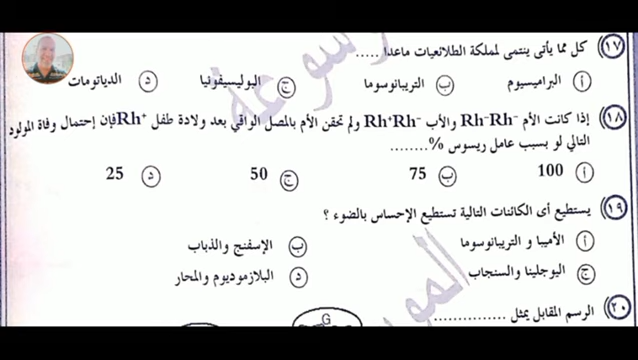 ١٧ كل مما يأتى ينتمى لمملكة الطلائعيات ماعدا .....
أ البراميسيوم ب التريبانوسوما ج البوليسيفونيا د الدياتومات
١٨ إذا كانت الأم Rh⁻Rh⁻ والأب Rh⁺Rh⁻ ولم تحقن الأم بالمصل الواقي بعد ولادة طفل Rh⁺ فإن إحتمال وفاة المولود
التالي لو بسبب عامل ريسوس %........
أ 100 ب 75 ج 50 د 25
١٩ يستطيع أى الكائنات التالية تستطيع الإحساس بالضوء ؟
أ الأميبا و التريبانوسوما ب الإسفنج والذباب
ج اليوجلينا والسنجاب د البلازموديوم والمحار
٢٠ الرسم المقابل يمثل ..............
G